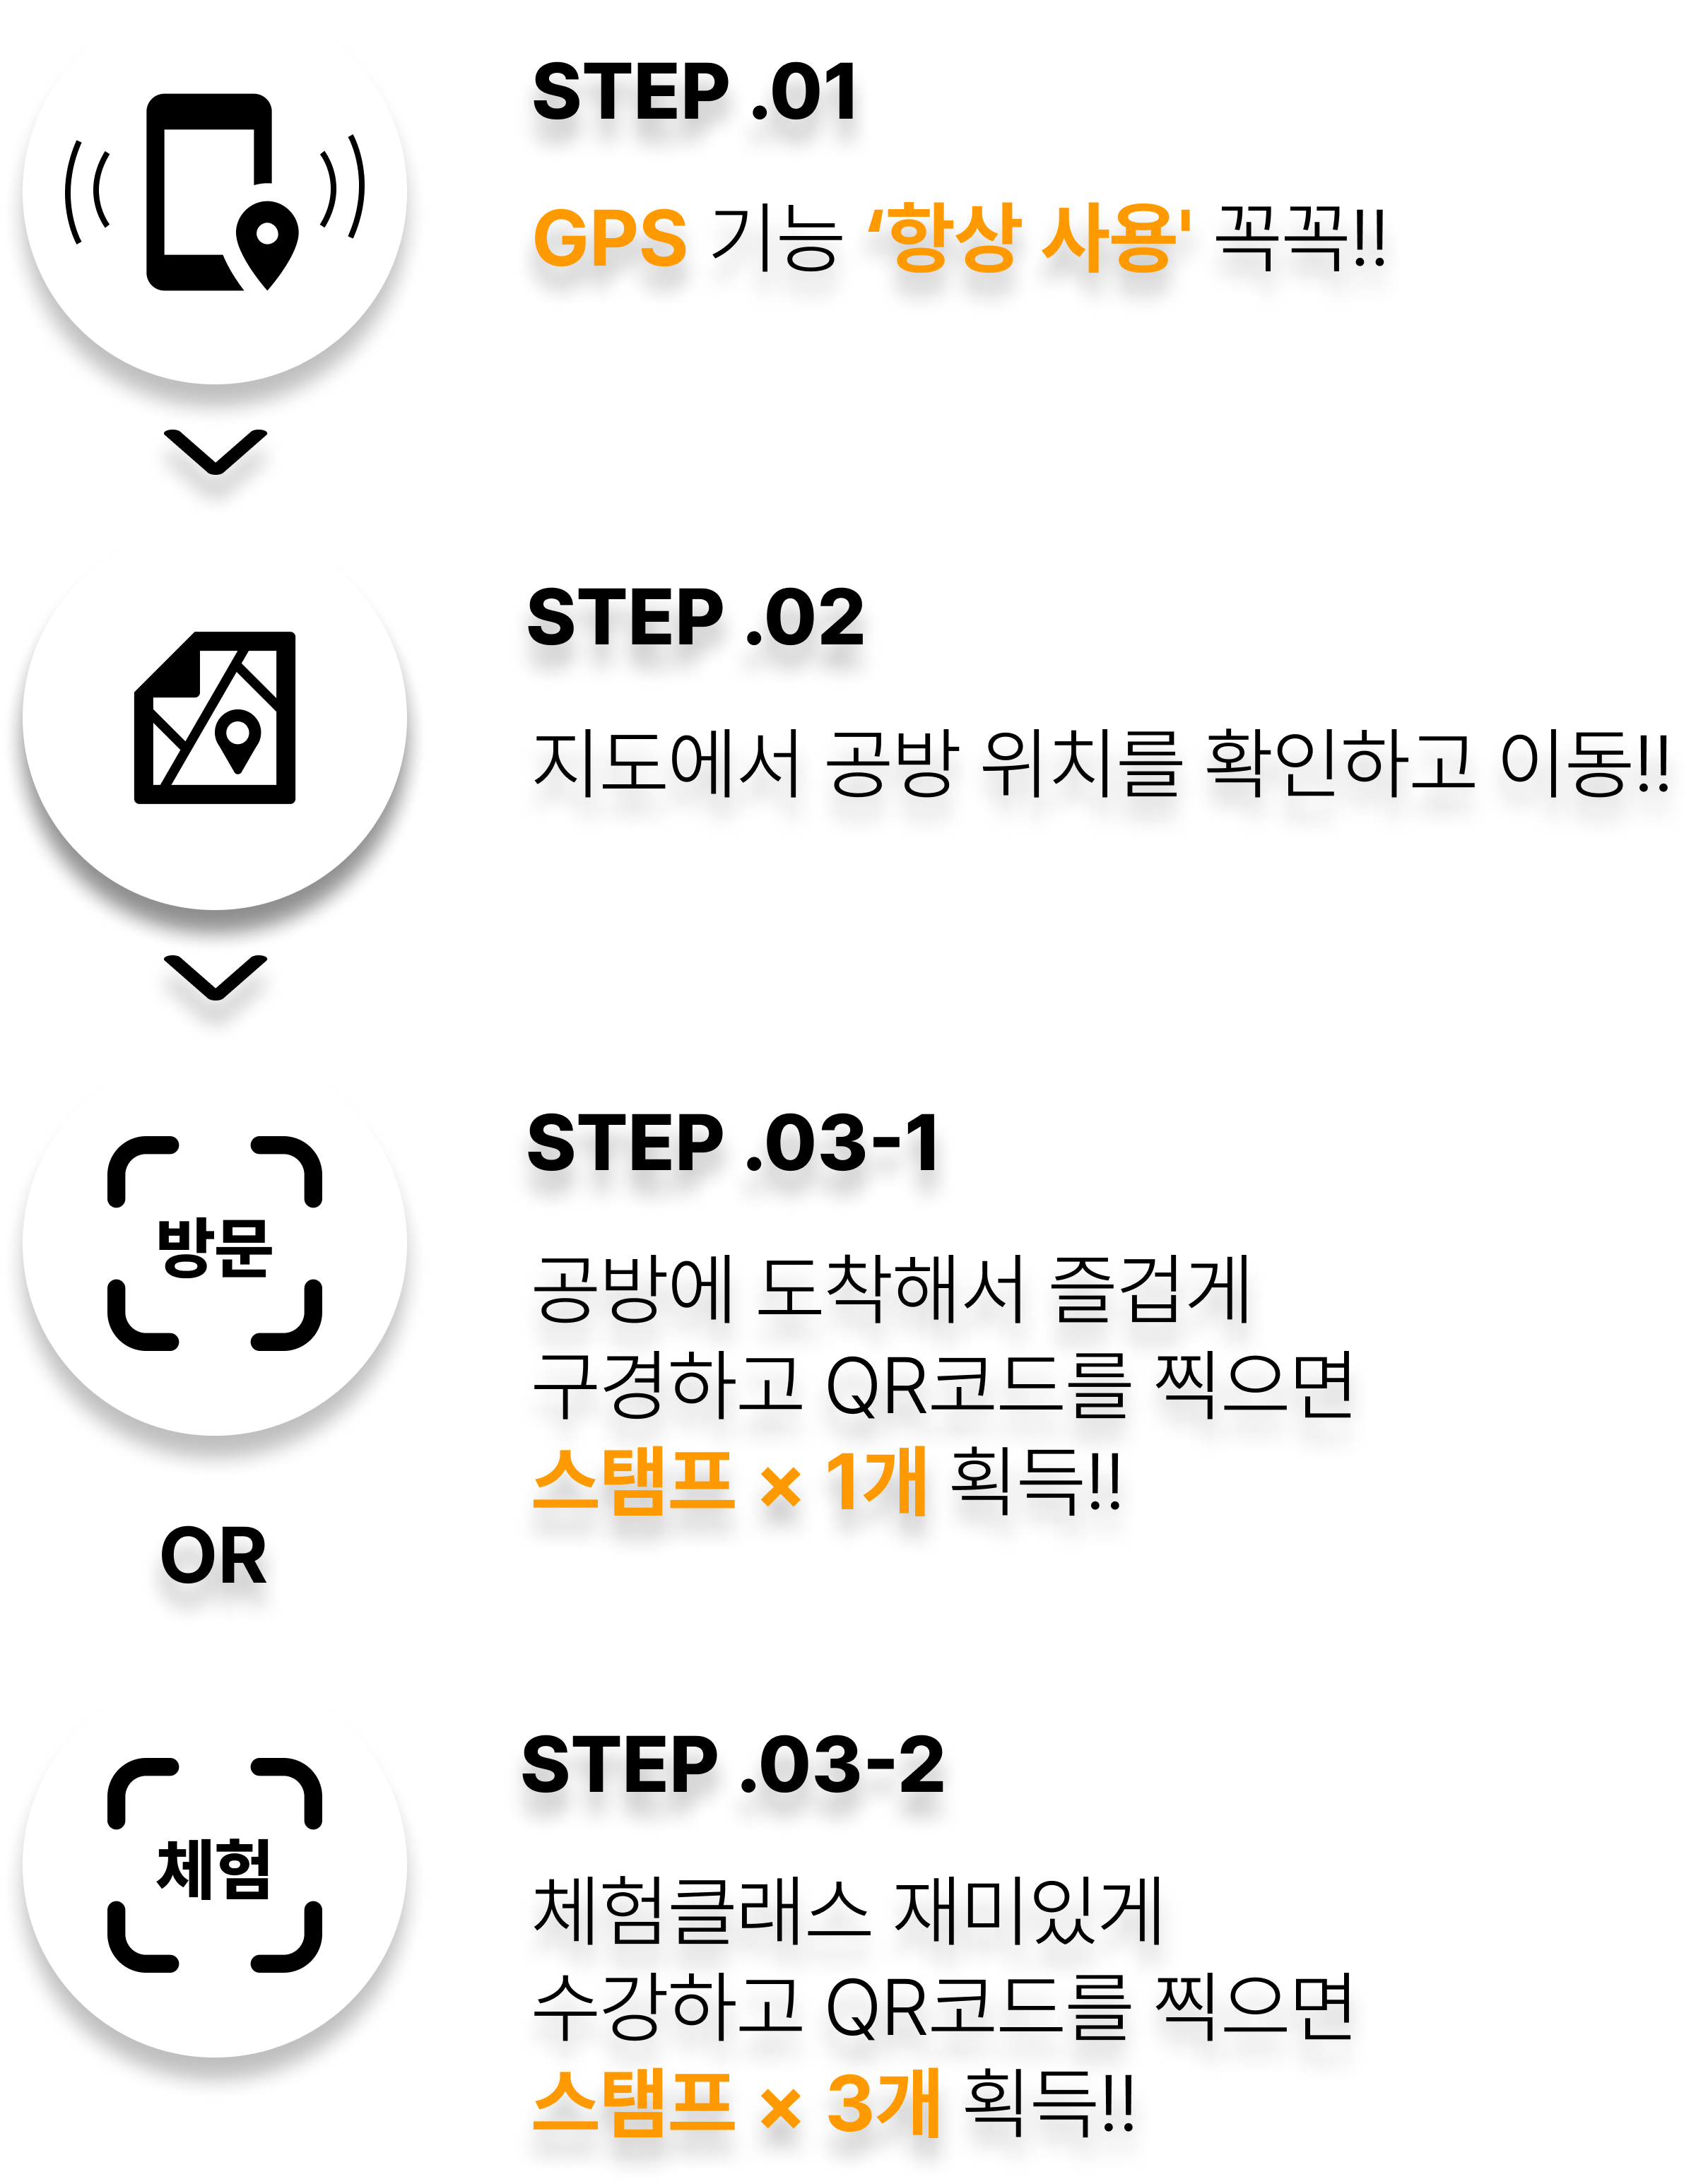 STEP .01
GPS 기능 ‘항상 사용' 꼭꼭!!
STEP .02
지도에서 공방 위치를 확인하고 이동!!
방문
STEP .03-1
공방에 도착해서 즐겁게
구경하고 QR코드를 찍으면
스탬프 × 1개 획득!!
OR
체험
STEP .03-2
체험클래스 재미있게
수강하고 QR코드를 찍으면
스탬프 × 3개 획득!!